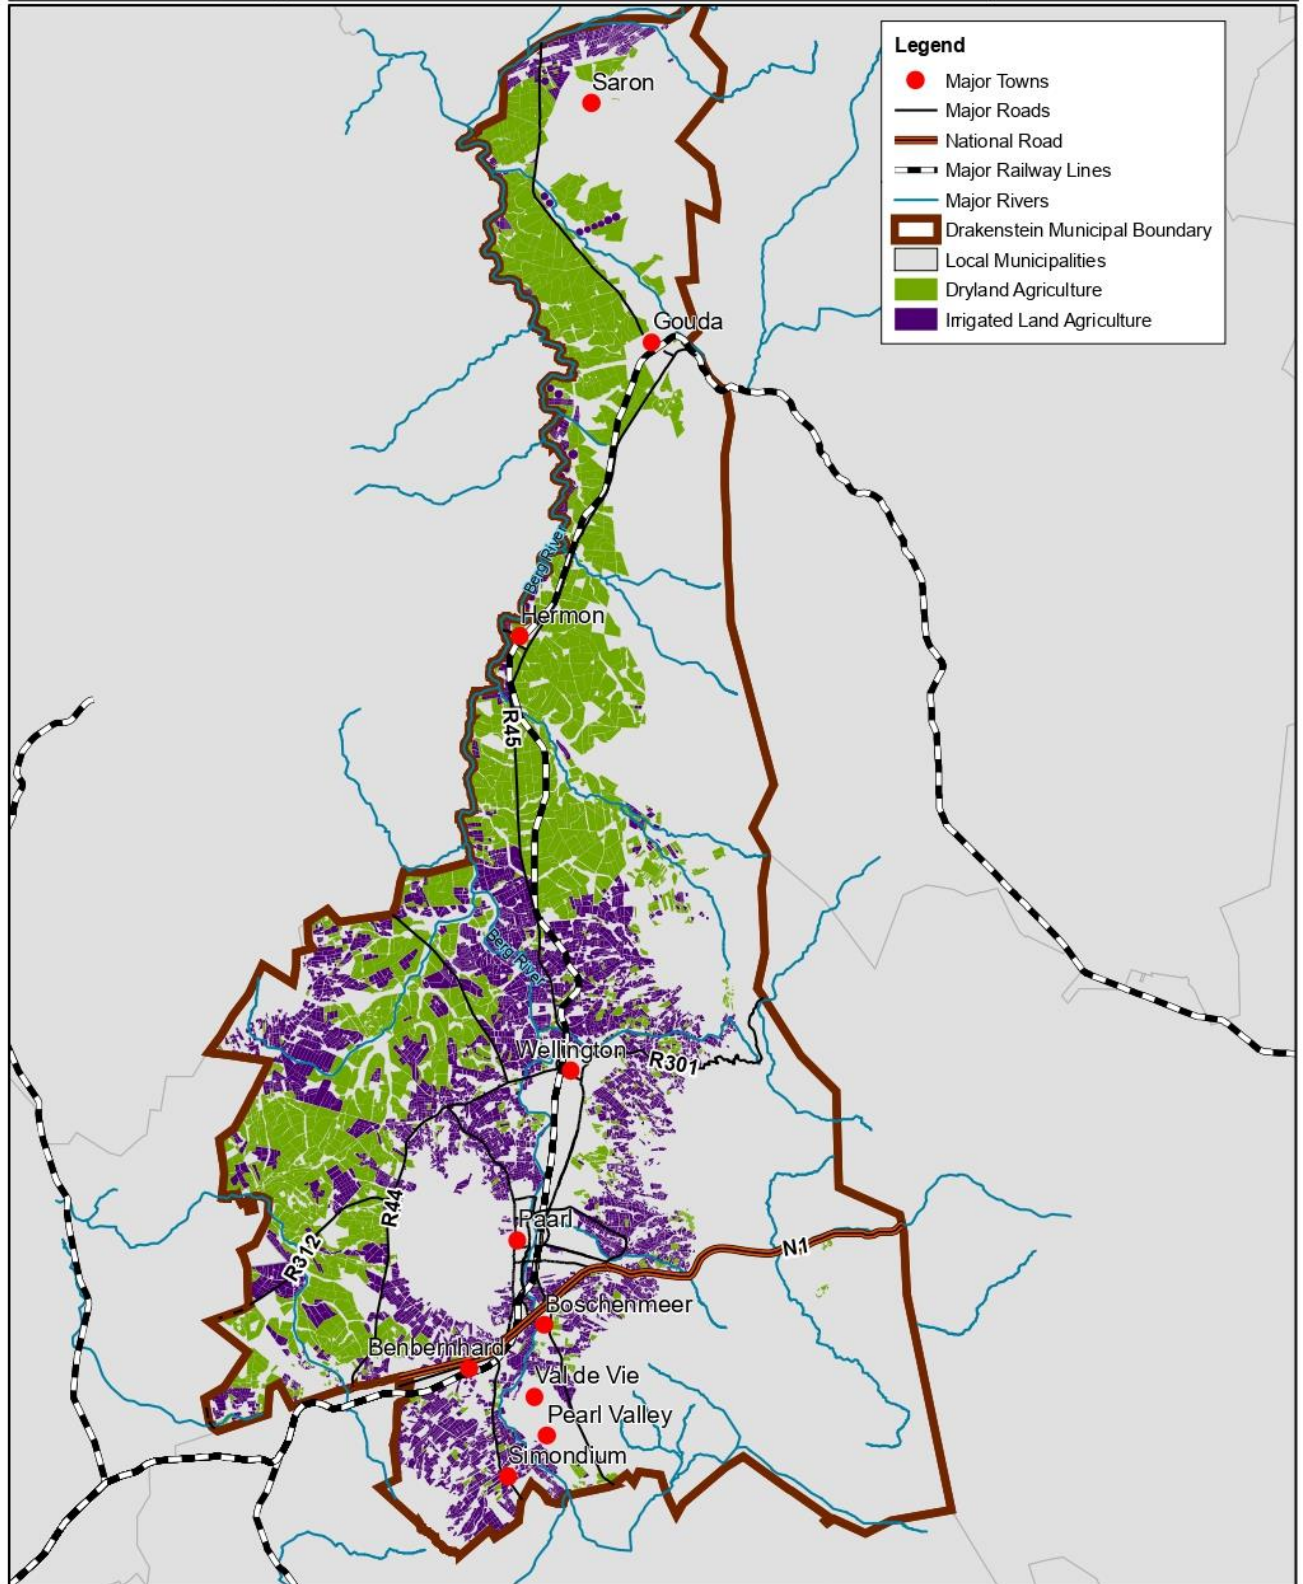 Legend
Major Towns
Major Roads
National Road
Major Railway Lines
Major Rivers
Drakenstein Municipal Boundary
Local Municipalities
Dryland Agriculture
Irrigated Land Agriculture
Saron
Gouda
Berg River
Hermon
R45
Berg River
Wellington
R301
R44
Paarl
R312
N1
Boschenmeer
Benbernhard
Val de Vie
Pearl Valley
Simondium